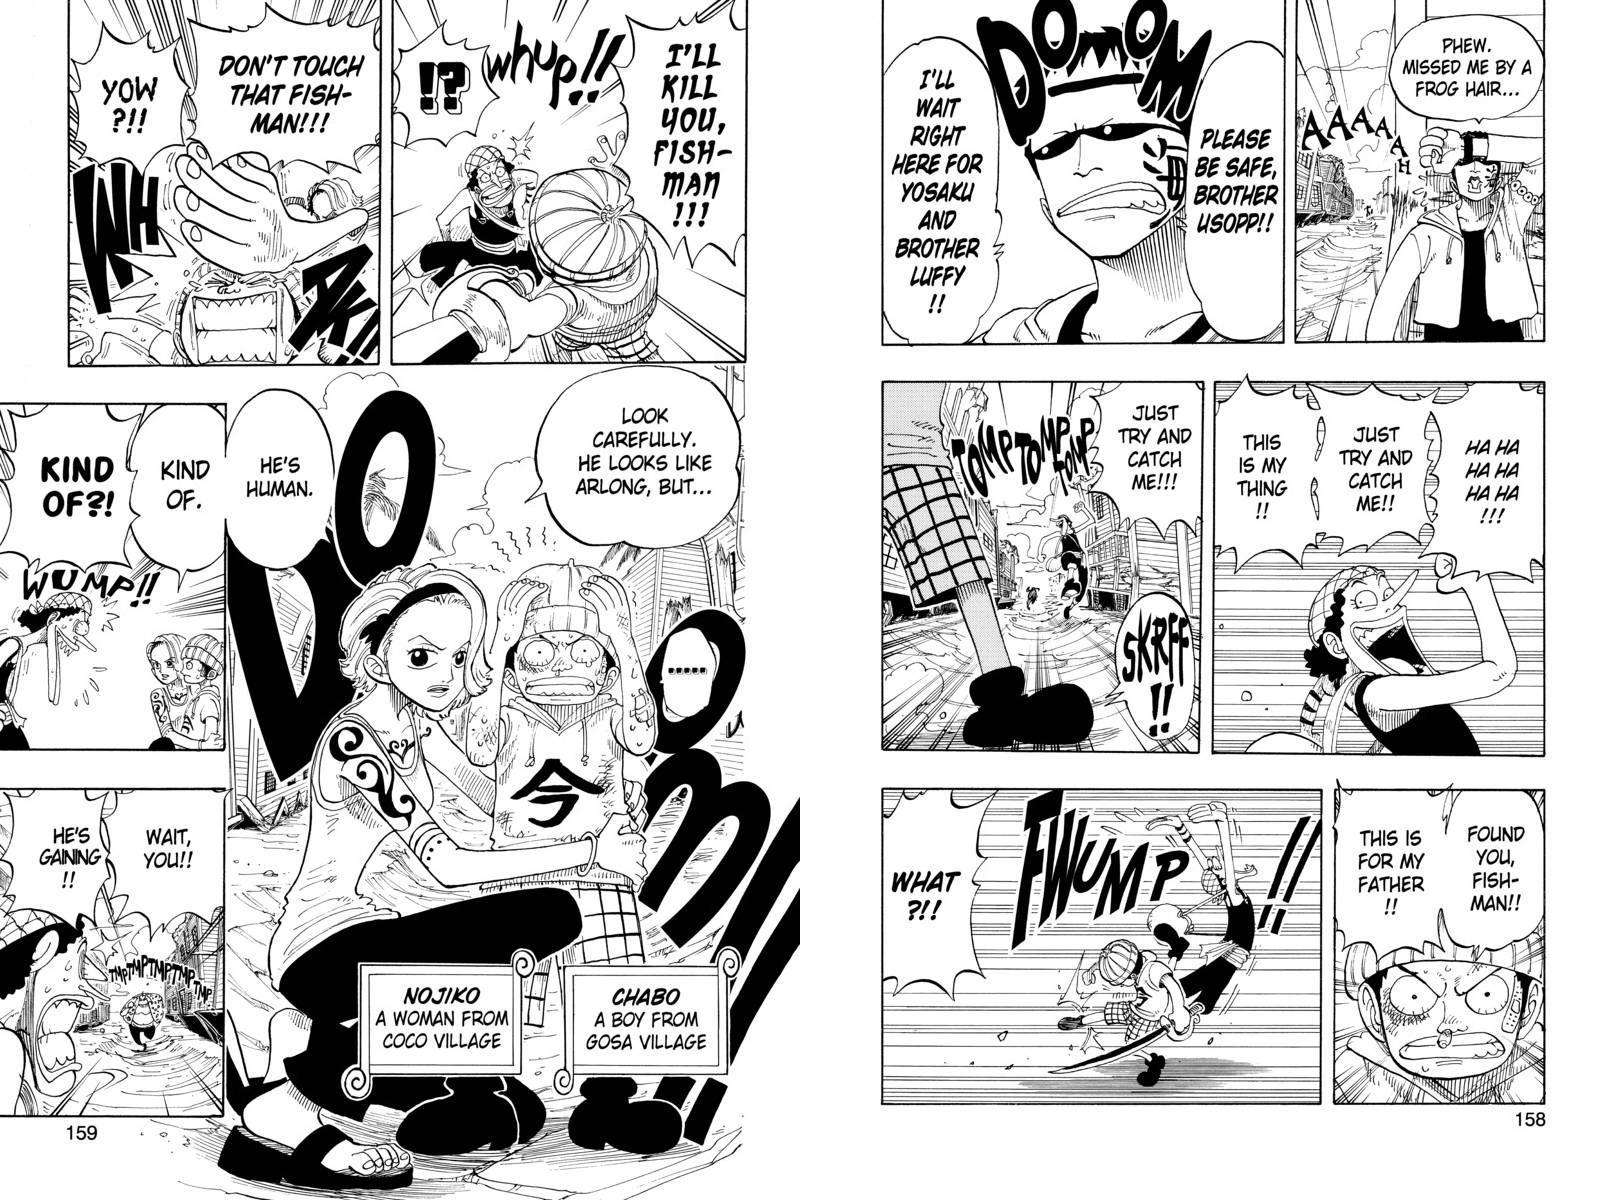 PHEW.
MISSED ME BY A
FROG HAIR...
AAAAAH
DOMOM
PLEASE
BE SAFE,
BROTHER
USOPP!!
I'LL
WAIT
RIGHT
HERE FOR
YOSAKU
AND
BROTHER
LUFFY
!!
HA HA
HA HA
HA HA
!!!
JUST
TRY AND
CATCH
ME!!
THIS
IS MY
THING
!!
JUST
TRY AND
CATCH
ME!!!
TOMP TOMP TOMP
SKRFF
!!
FOUND
YOU,
FISH-
MAN!!
THIS IS
FOR MY
FATHER
!!
FWUMP!!
WHAT
?!!
158
I'LL
KILL
YOU,
FISH-
MAN
!!!
whup!!
!?
DON'T TOUCH
THAT FISH-
MAN!!!
YOW
?!!
WHAK!!
LOOK
CAREFULLY.
HE LOOKS LIKE
ARLONG, BUT...
HE'S
HUMAN.
......
今
DODOM!!
NOJIKO
A WOMAN FROM
COCO VILLAGE
CHABO
A BOY FROM
GOSA VILLAGE
KIND
OF.
KIND
OF?!
WUMP!!
WAIT,
YOU!!
HE'S
GAINING
!!
TMPTMPTMPTMPTMP
159